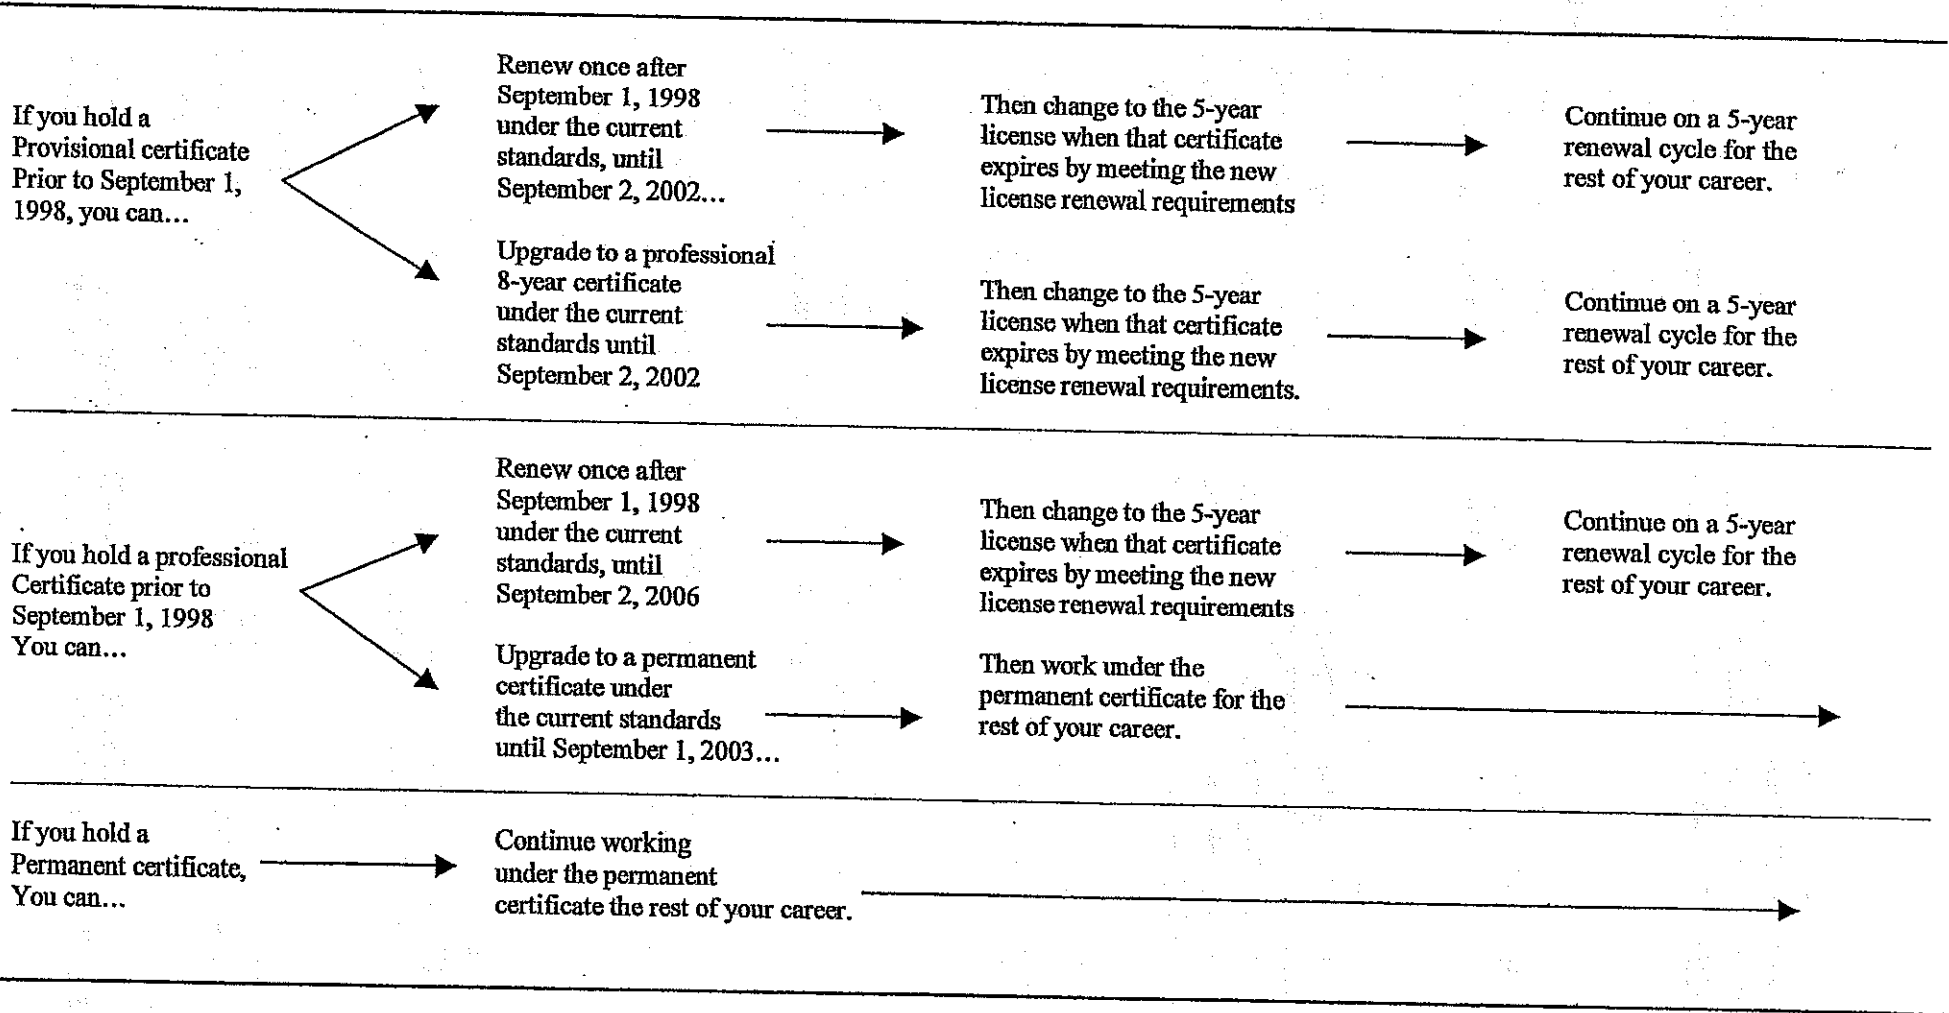 If you hold a
Provisional certificate
Prior to September 1,
1998, you can...
Renew once after
September 1, 1998
under the current
standards, until
September 2, 2002...
Then change to the 5-year
license when that certificate
expires by meeting the new
license renewal requirements
Continue on a 5-year
renewal cycle for the
rest of your career.
Upgrade to a professional
8-year certificate
under the current
standards until
September 2, 2002
Then change to the 5-year
license when that certificate
expires by meeting the new
license renewal requirements.
Continue on a 5-year
renewal cycle for the
rest of your career.
If you hold a professional
Certificate prior to
September 1, 1998
You can...
Renew once after
September 1, 1998
under the current
standards, until
September 2, 2006
Then change to the 5-year
license when that certificate
expires by meeting the new
license renewal requirements
Continue on a 5-year
renewal cycle for the
rest of your career.
Upgrade to a permanent
certificate under
the current standards
until September 1, 2003...
Then work under the
permanent certificate for the
rest of your career.
If you hold a
Permanent certificate,
You can...
Continue working
under the permanent
certificate the rest of your career.